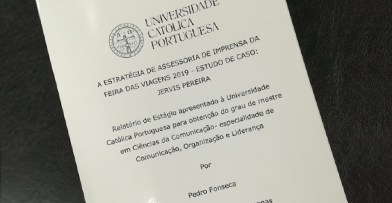 UNIVERSIDADE
CATÓLICA
PORTUGUESA
A ESTRATÉGIA DE ASSESSORIA DE IMPRENSA DA
FEIRA DAS VIAGENS 2019 - ESTUDO DE CASO:
JERVIS PEREIRA
Relatório de Estágio apresentado à Universidade
Católica Portuguesa para obtenção do grau de mestre
em Ciências da Comunicação- especialidade de
Comunicação, Organização e Liderança
Por
Pedro Fonseca